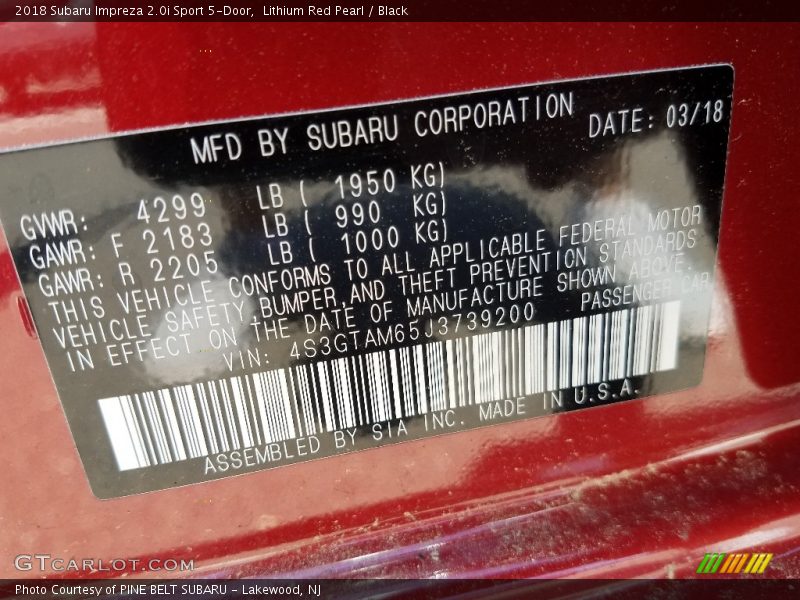 2018 Subaru Impreza 2.0i Sport 5-Door,  Lithium Red Pearl / Black
MFD BY SUBARU CORPORATION DATE: 03/18
GVWR: 4299 LB ( 1950 KG)
GAWR: F 2183 LB ( 990 KG)
GAWR: R 2205 LB ( 1000 KG)
THIS VEHICLE CONFORMS TO ALL APPLICABLE FEDERAL MOTOR
VEHICLE SAFETY,BUMPER,AND THEFT PREVENTION STANDARDS
IN EFFECT ON THE DATE OF MANUFACTURE SHOWN ABOVE.
VIN: 4S3GTAM65J3739200 PASSENGER CAR
ASSEMBLED BY SIA INC. MADE IN U.S.A.
GTCARLOT.COM
Photo Courtesy of PINE BELT SUBARU - Lakewood, NJ